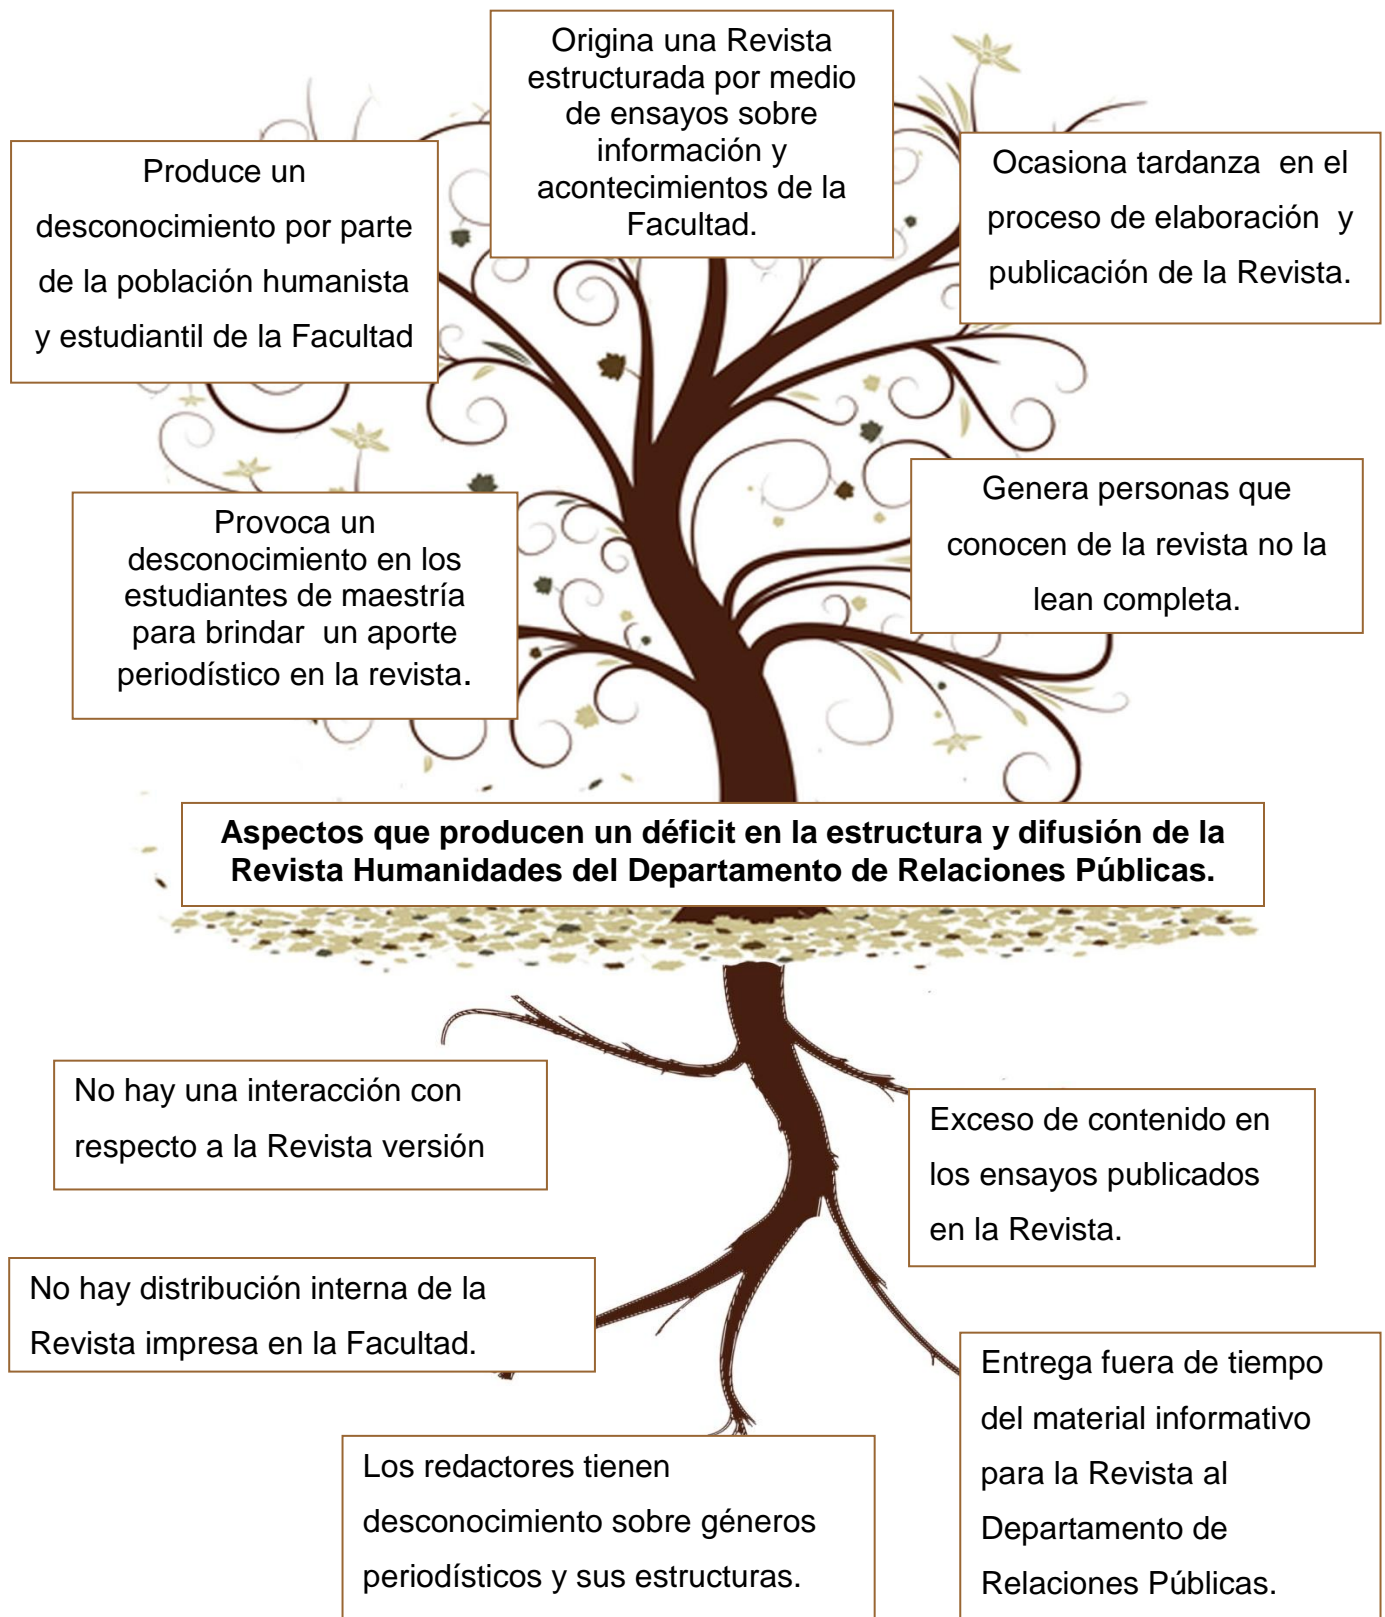 Origina una Revista
estructurada por medio
de ensayos sobre
información y
acontecimientos de la
Facultad.
Produce un
desconocimiento por parte
de la población humanista
y estudiantil de la Facultad
Ocasiona tardanza en el
proceso de elaboración y
publicación de la Revista.
Genera personas que
conocen de la revista no la
lean completa.
Provoca un
desconocimiento en los
estudiantes de maestría
para brindar un aporte
periodístico en la revista.
Aspectos que producen un déficit en la estructura y difusión de la
Revista Humanidades del Departamento de Relaciones Públicas.
No hay una interacción con
respecto a la Revista versión
Exceso de contenido en
los ensayos publicados
en la Revista.
No hay distribución interna de la
Revista impresa en la Facultad.
Entrega fuera de tiempo
del material informativo
para la Revista al
Departamento de
Relaciones Públicas.
Los redactores tienen
desconocimiento sobre géneros
periodísticos y sus estructuras.